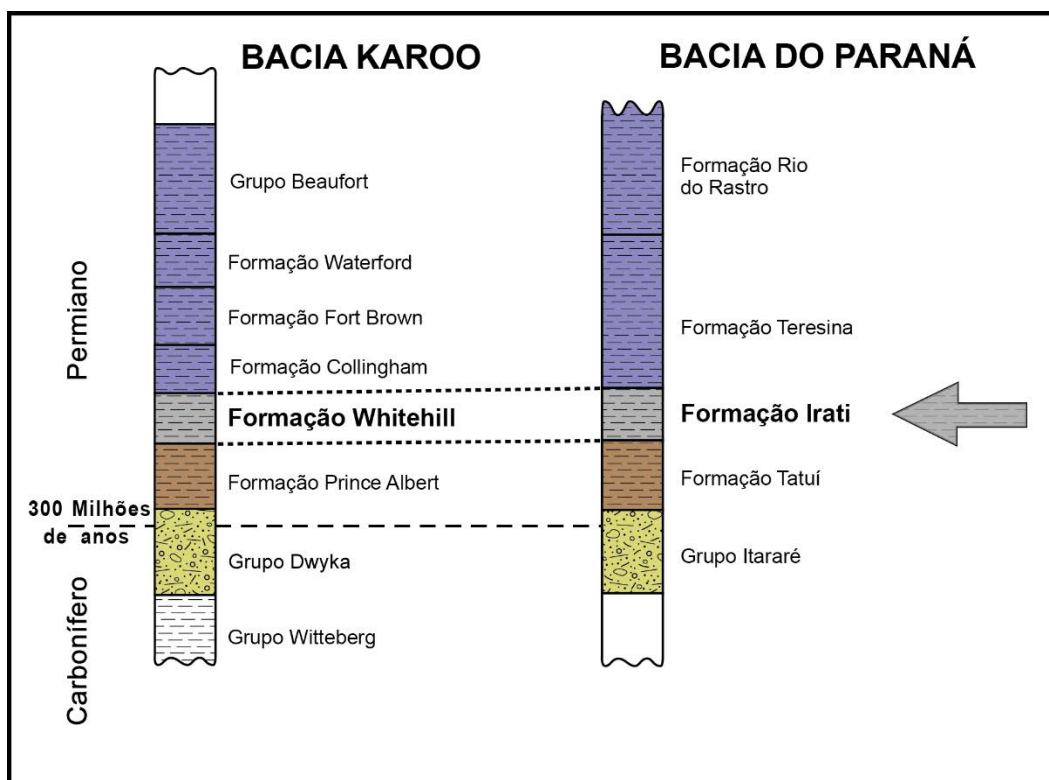 BACIA KAROO
BACIA DO PARANÁ
Permiano
300 Milhões
de anos
Carbonífero
Grupo Beaufort
Formação Waterford
Formação Fort Brown
Formação Collingham
Formação Whitehill
Formação Prince Albert
Grupo Dwyka
Grupo Witteberg
Formação Rio
do Rastro
Formação Teresina
Formação Irati
Formação Tatuí
Grupo Itararé